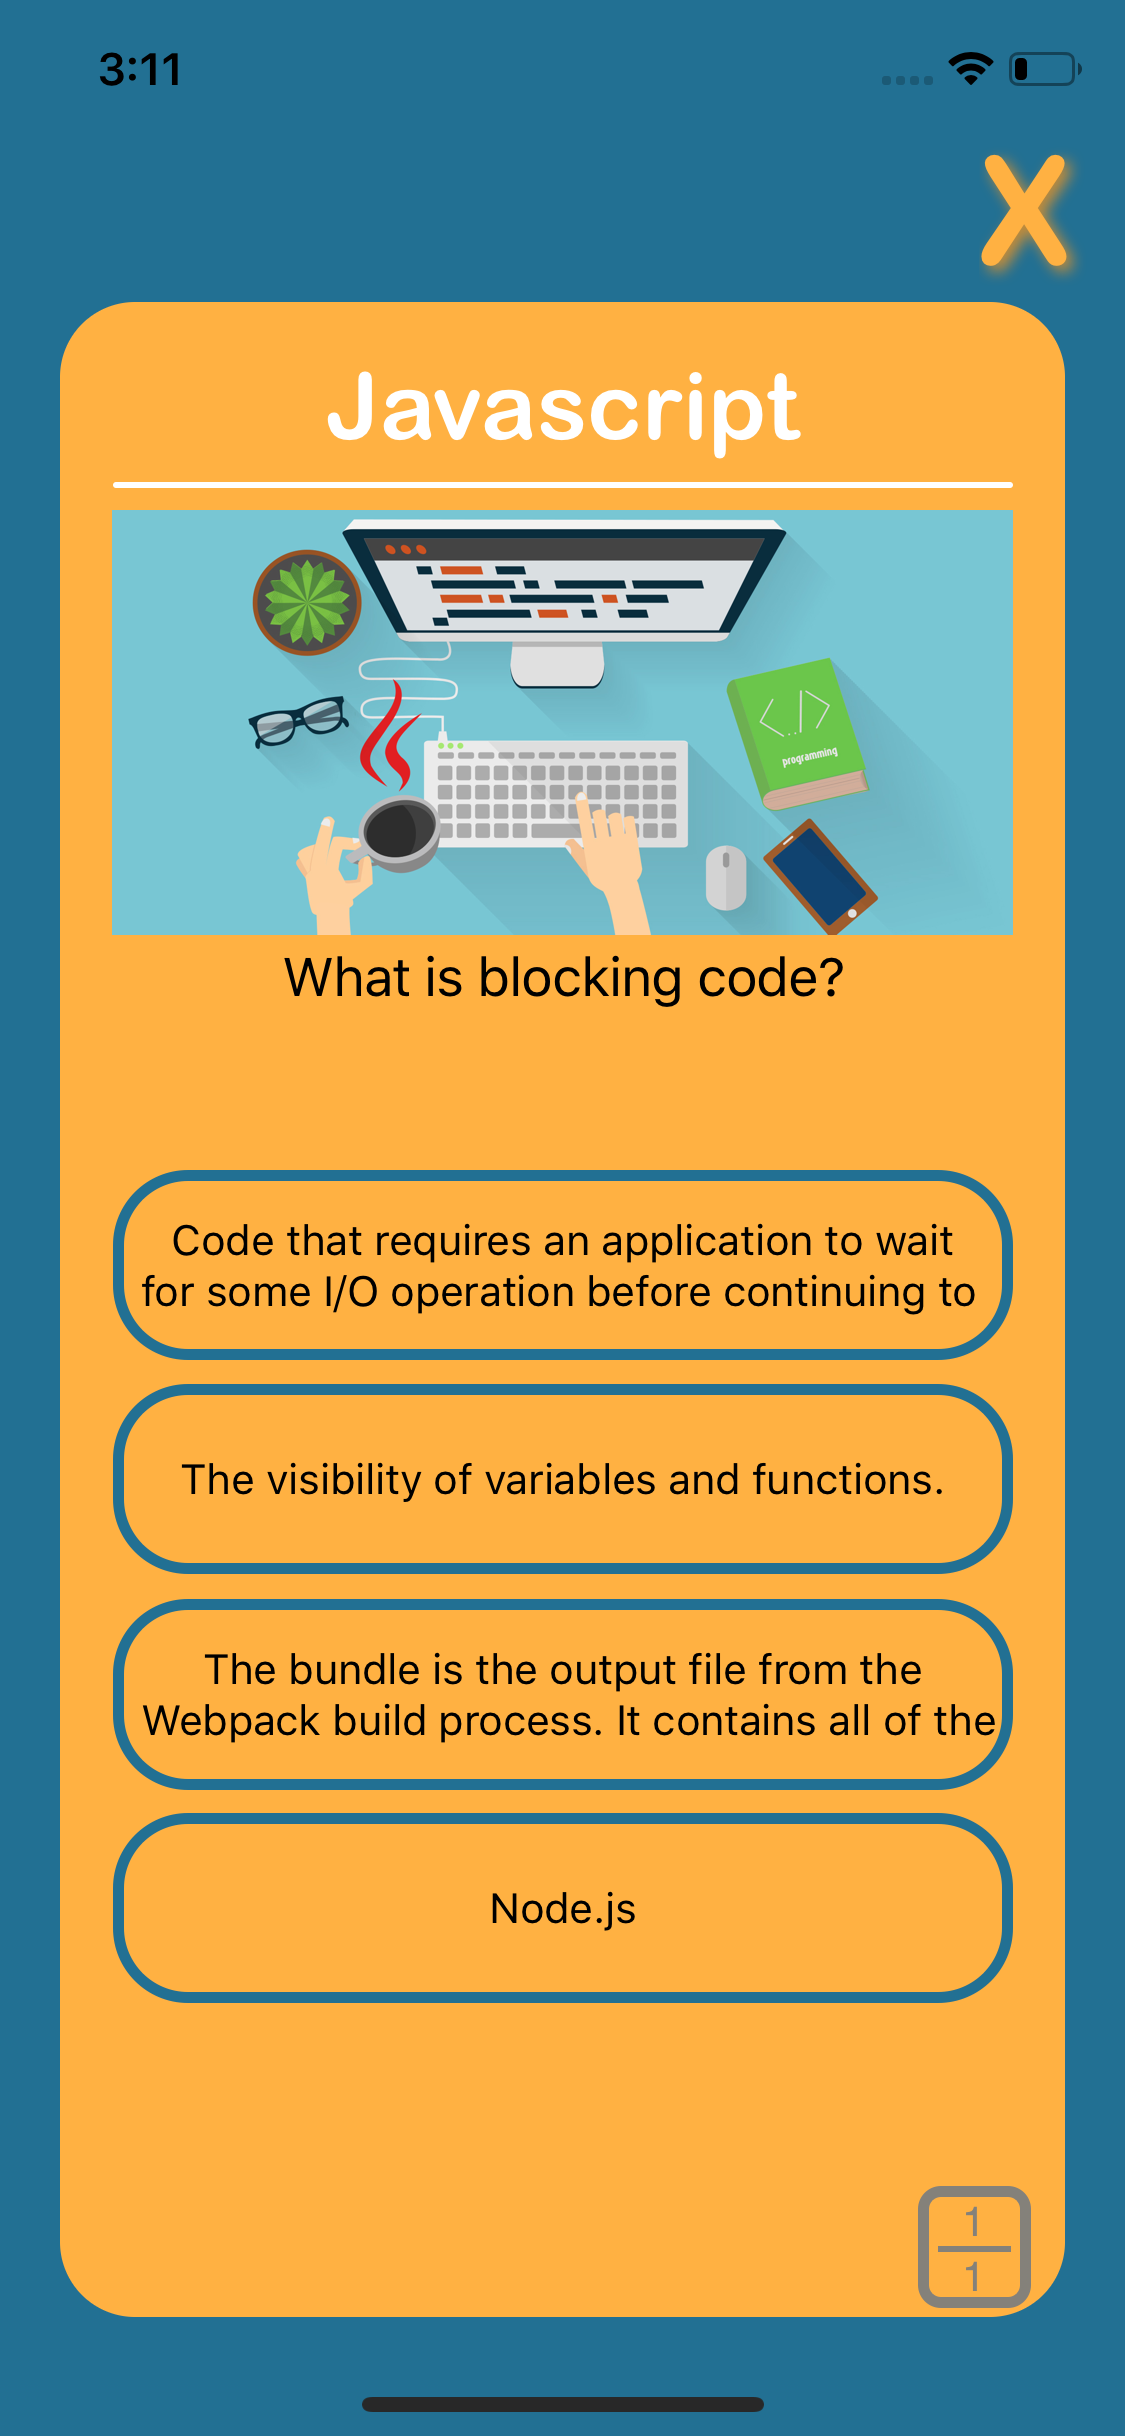 3:11
X
Javascript
programming
What is blocking code?
Code that requires an application to wait
for some I/O operation before continuing to
The visibility of variables and functions.
The bundle is the output file from the
Webpack build process. It contains all of the
Node.js
1
1